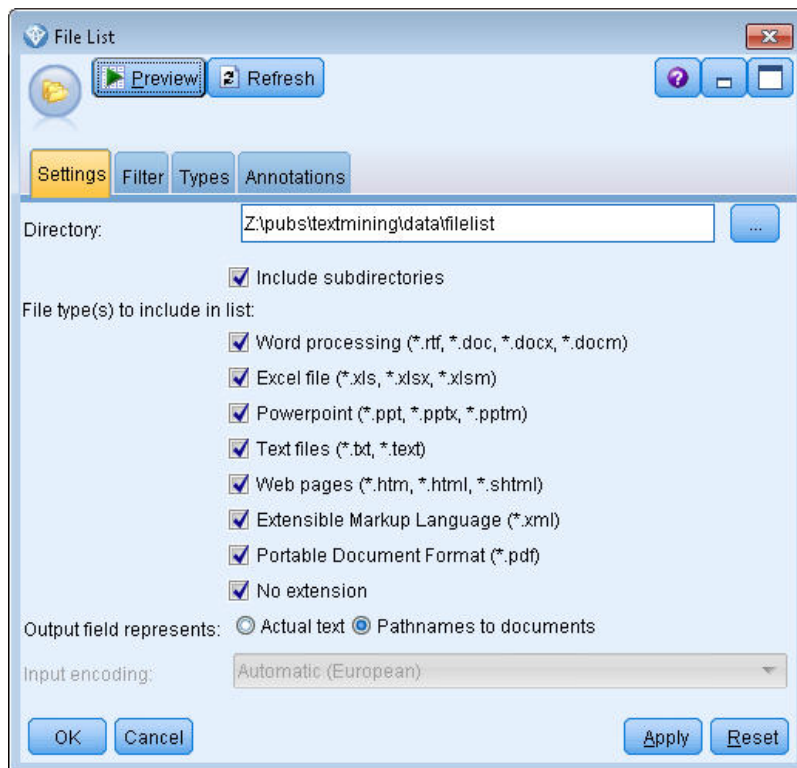 File List
Preview Refresh
Settings Filter Types Annotations
Directory: Z:\pubs\textmining\data\filelist ...
Include subdirectories
File type(s) to include in list:
Word processing (*.rtf, *.doc, *.docx, *.docm)
Excel file (*.xls, *.xlsx, *.xlsm)
Powerpoint (*.ppt, *.pptx, *.pptm)
Text files (*.txt, *.text)
Web pages (*.htm, *.html, *.shtml)
Extensible Markup Language (*.xml)
Portable Document Format (*.pdf)
No extension
Output field represents: Actual text Pathnames to documents
Input encoding: Automatic (European)
OK Cancel Apply Reset